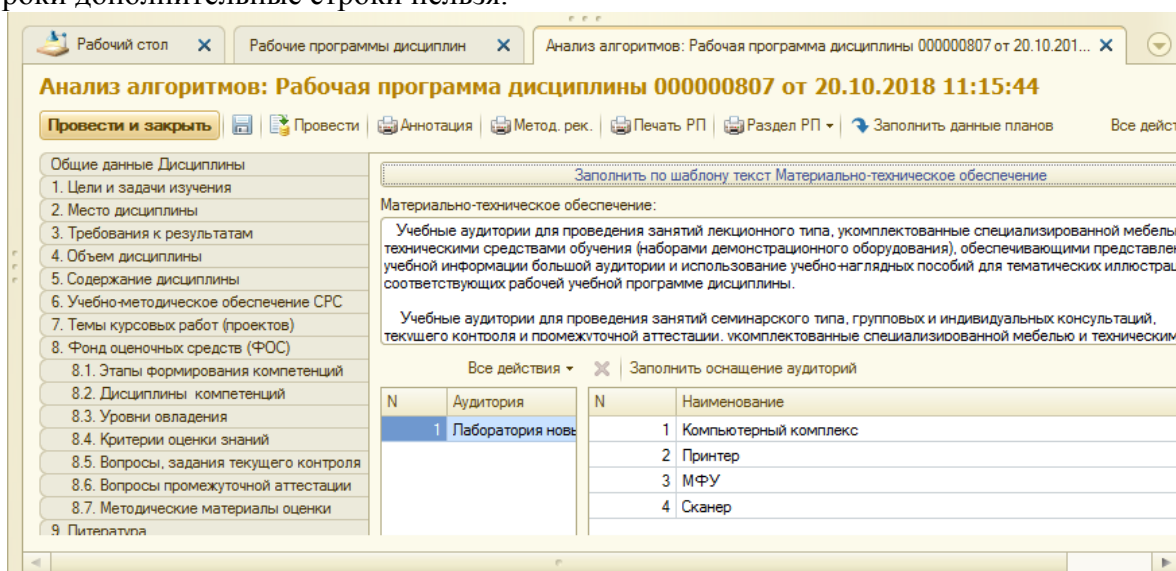 дополнительные строки нельзя.
Рабочий стол
Рабочие программы дисциплин
Анализ алгоритмов: Рабочая программа дисциплины 000000807 от 20.10.201...
Анализ алгоритмов: Рабочая программа дисциплины 000000807 от 20.10.2018 11:15:44
Провести и закрыть Провести Аннотация Метод. рек. Печать РП Раздел РП Заполнить данные планов Все дейст
Общие данные Дисциплины
1. Цели и задачи изучения
2. Место дисциплины
3. Требования к результатам
4. Объем дисциплины
5. Содержание дисциплины
6. Учебно-методическое обеспечение СРС
7. Темы курсовых работ (проектов)
8. Фонд оценочных средств (ФОС)
8.1. Этапы формирования компетенций
8.2. Дисциплины компетенций
8.3. Уровни овладения
8.4. Критерии оценки знаний
8.5. Вопросы, задания текущего контроля
8.6. Вопросы промежуточной аттестации
8.7. Методические материалы оценки
9. Литература
Заполнить по шаблону текст Материально-техническое обеспечение
Материально-техническое обеспечение:
Учебные аудитории для проведения занятий лекционного типа, укомплектованные специализированной мебелью
техническими средствами обучения (наборами демонстрационного оборудования), обеспечивающими представлен
учебной информации большой аудитории и использование учебно-наглядных пособий для тематических иллюстрац
соответствующих рабочей учебной программе дисциплины.
Учебные аудитории для проведения занятий семинарского типа, групповых и индивидуальных консультаций,
текущего контроля и промежуточной аттестации, укомплектованные специализированной мебелью и техническим
Все действия Заполнить оснащение аудиторий
N Аудитория N Наименование
1 Лаборатория новы 1 Компьютерный комплекс
2 Принтер
3 МФУ
4 Сканер